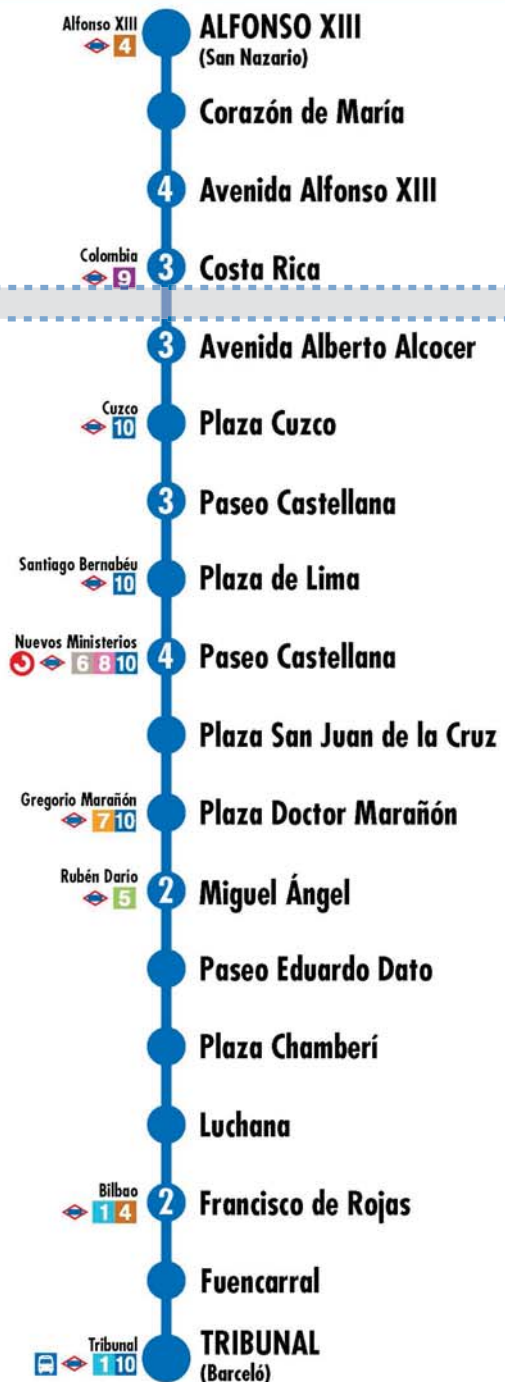 Alfonso XIII
4
ALFONSO XIII
(San Nazario)
Corazón de María
4 Avenida Alfonso XIII
Colombia
9
3 Costa Rica
3 Avenida Alberto Alcocer
Cuzco
10
Plaza Cuzco
3 Paseo Castellana
Santiago Bernabéu
10
Plaza de Lima
Nuevos Ministerios
6 8 10
4 Paseo Castellana
Plaza San Juan de la Cruz
Gregorio Marañón
7 10
Plaza Doctor Marañón
Rubén Darío
5
2 Miguel Ángel
Paseo Eduardo Dato
Plaza Chamberí
Luchana
Bilbao
1 4
2 Francisco de Rojas
Fuencarral
Tribunal
1 10
TRIBUNAL
(Barceló)